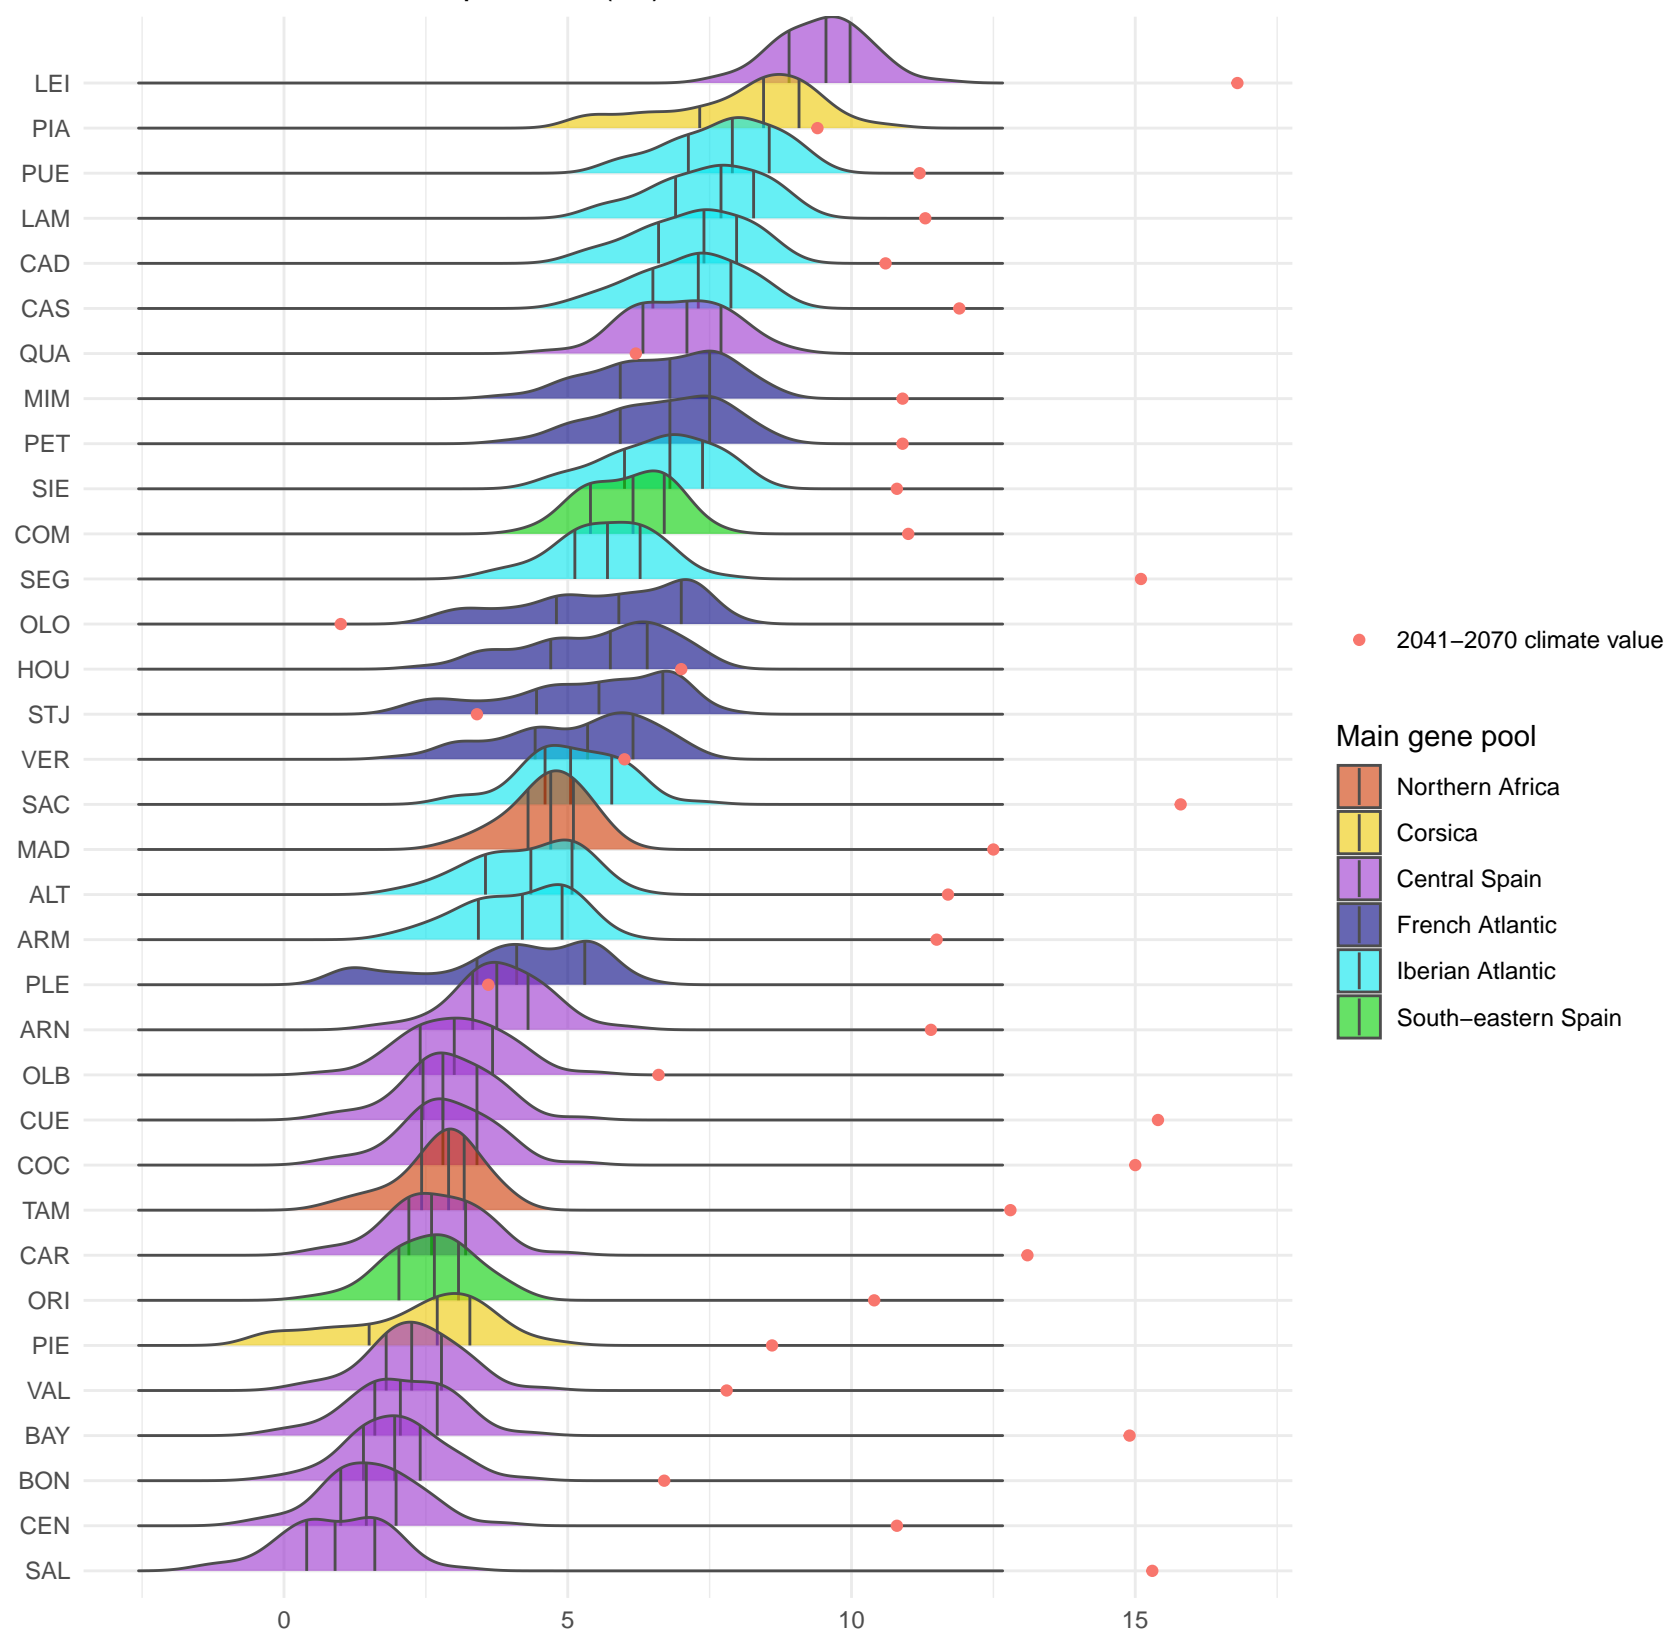 LEI
PIA
PUE
LAM
CAD
CAS
QUA
MIM
PET
SIE
COM
SEG
OLO
HOU
STJ
VER
SAC
MAD
ALT
ARM
PLE
ARN
OLB
CUE
COC
TAM
CAR
ORI
PIE
VAL
BAY
BON
CEN
SAL
0 5 10 15
2041−2070 climate value
Main gene pool
Northern Africa
Corsica
Central Spain
French Atlantic
Iberian Atlantic
South−eastern Spain